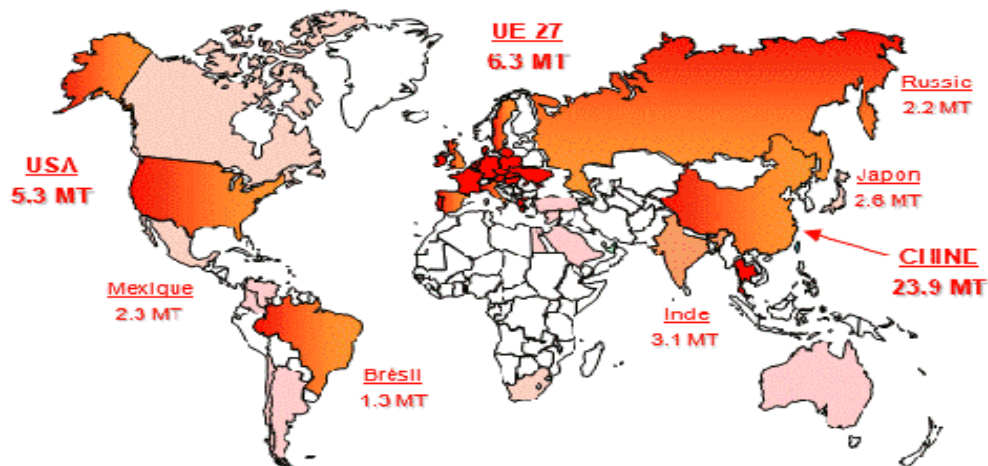 UE 27
6.3 MT
Russie
2.2 MT
USA
5.3 MT
Japon
2.6 MT
CHINE
23.9 MT
Mexique
2.3 MT
Inde
3.1 MT
Brésil
1.3 MT